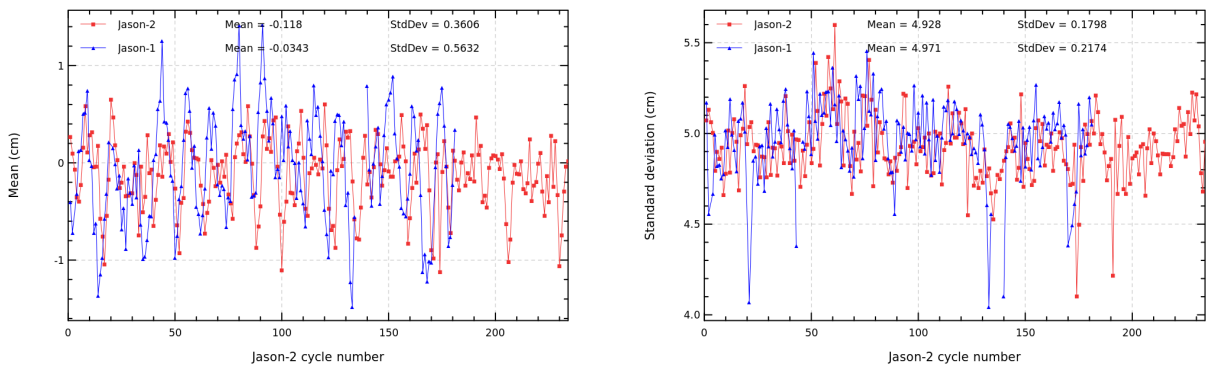 Jason-2 Mean = -0.118 StdDev = 0.3606
Jason-1 Mean = -0.0343 StdDev = 0.5632
1
0
-1
Mean (cm)
0 50 100 150 200
Jason-2 cycle number
Jason-2 Mean = 4.928 StdDev = 0.1798
Jason-1 Mean = 4.971 StdDev = 0.2174
5.5
5.0
4.5
4.0
Standard deviation (cm)
0 50 100 150 200
Jason-2 cycle number